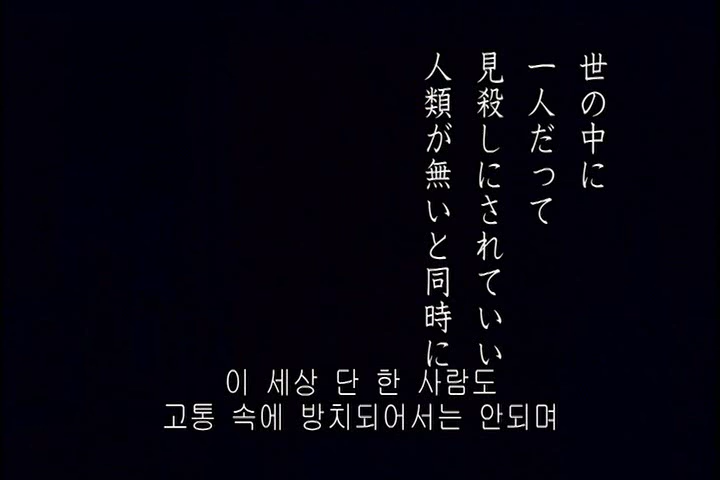 世の中に
一人だって
見殺しにされていい
人類が無いと同時に
이 세상 단 한 사람도
고통 속에 방치되어서는 안되며